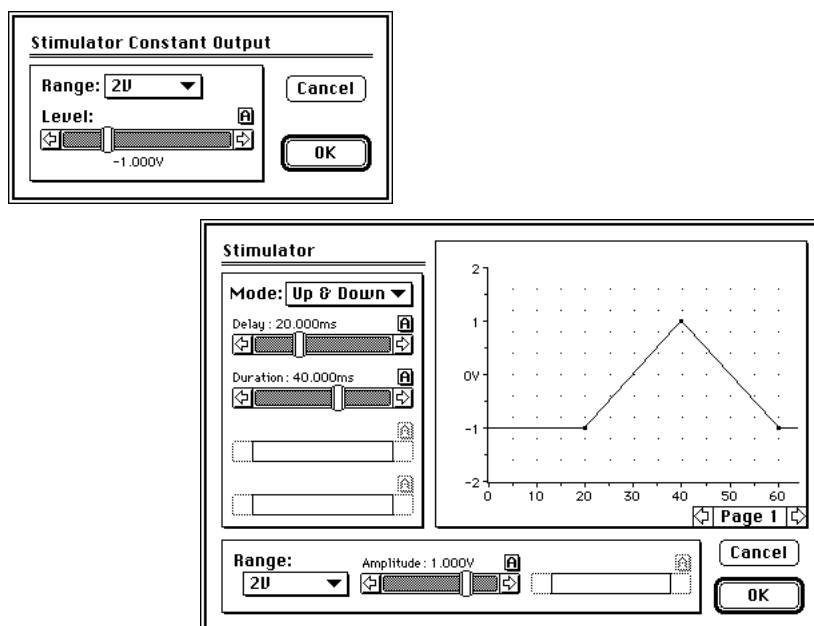 Stimulator Constant Output
Range: 2V
Cancel
Level:
A
-1.000V
OK
Stimulator
Mode: Up & Down
Delay : 20.000ms
A
Duration : 40.000ms
A
A
A
2
1
0V
-1
-2
0 10 20 30 40 50 60
Page 1
Range:
2V
Amplitude : 1.000V
A
A
Cancel
OK